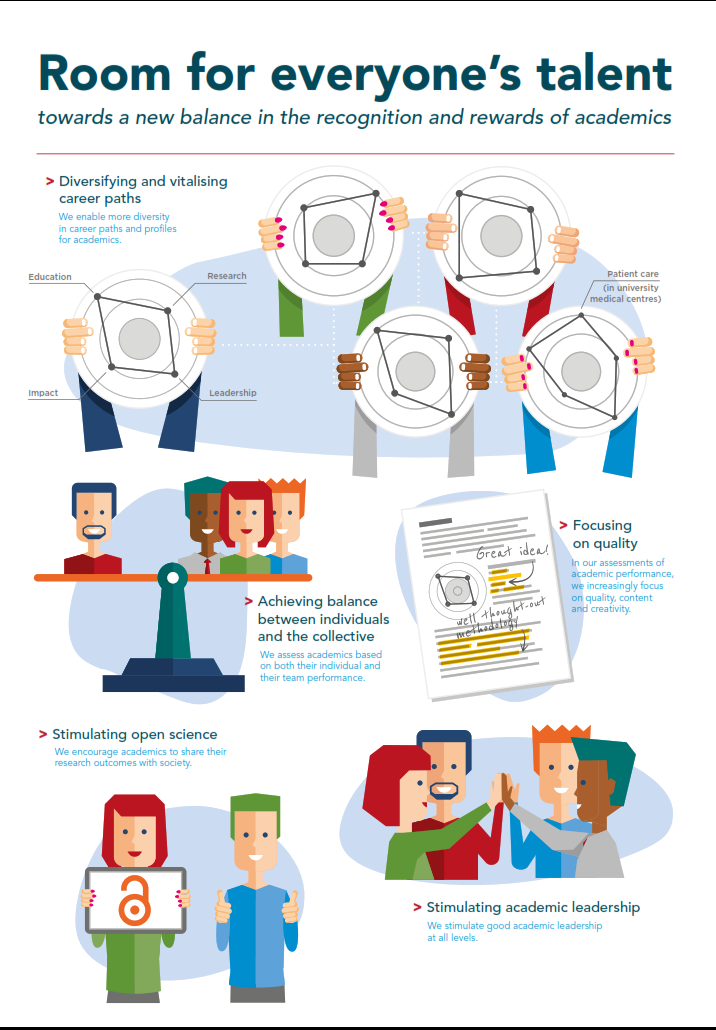 Room for everyone's talent
towards a new balance in the recognition and rewards of academics
> Diversifying and vitalising
career paths
We enable more diversity
in career paths and profiles
for academics.
Education
Research
Patient care
(in university
medical centres)
Impact
Leadership
> Focusing
on quality
In our assessments of
academic performance,
we increasingly focus
on quality, content
and creativity.
Great idea!
well thought-out
methodology
> Achieving balance
between individuals
and the collective
We assess academics based
on both their individual and
their team performance.
> Stimulating open science
We encourage academics to share their
research outcomes with society.
> Stimulating academic leadership
We stimulate good academic leadership
at all levels.